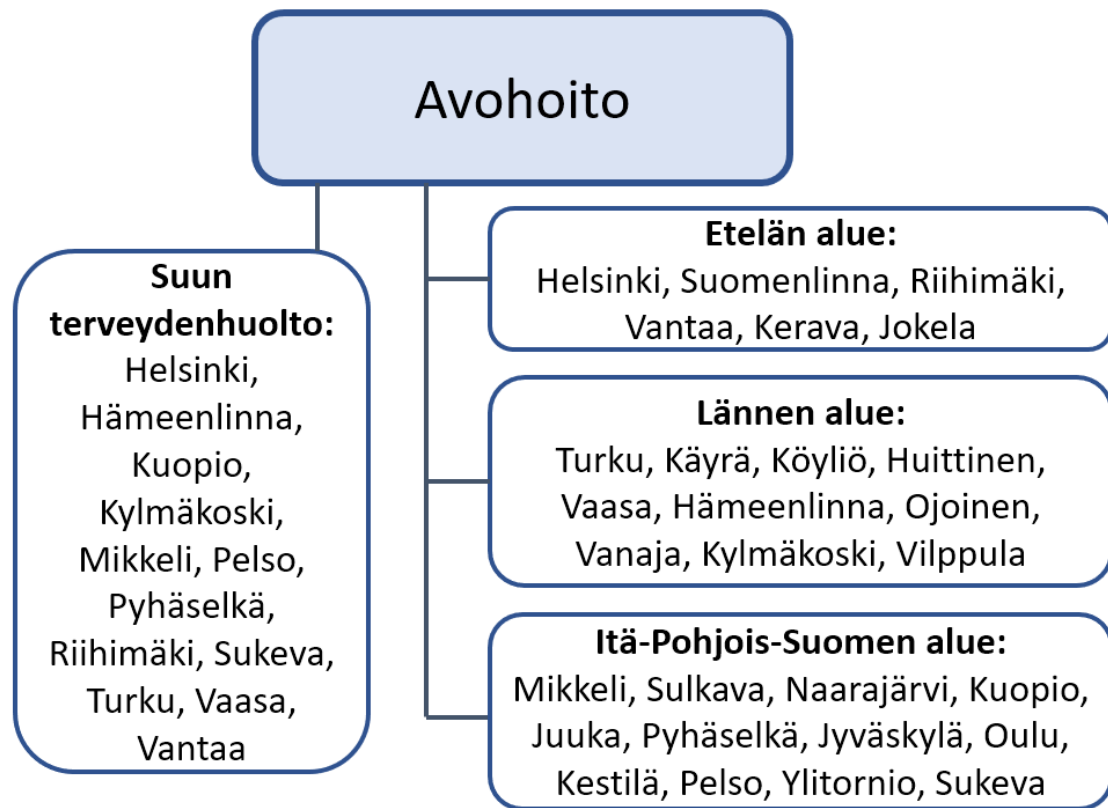 Avohoito
Suun
terveydenhuolto:
Helsinki,
Hämeenlinna,
Kuopio,
Kylmäkoski,
Mikkeli, Pelso,
Pyhäselkä,
Riihimäki, Sukeva,
Turku, Vaasa,
Vantaa
Etelän alue:
Helsinki, Suomenlinna, Riihimäki,
Vantaa, Kerava, Jokela
Lännen alue:
Turku, Käyrä, Köyliö, Huittinen,
Vaasa, Hämeenlinna, Ojoinen,
Vanaja, Kylmäkoski, Vilppula
Itä-Pohjois-Suomen alue:
Mikkeli, Sulkava, Naarajärvi, Kuopio,
Juuka, Pyhäselkä, Jyväskylä, Oulu,
Kestilä, Pelso, Ylitornio, Sukeva